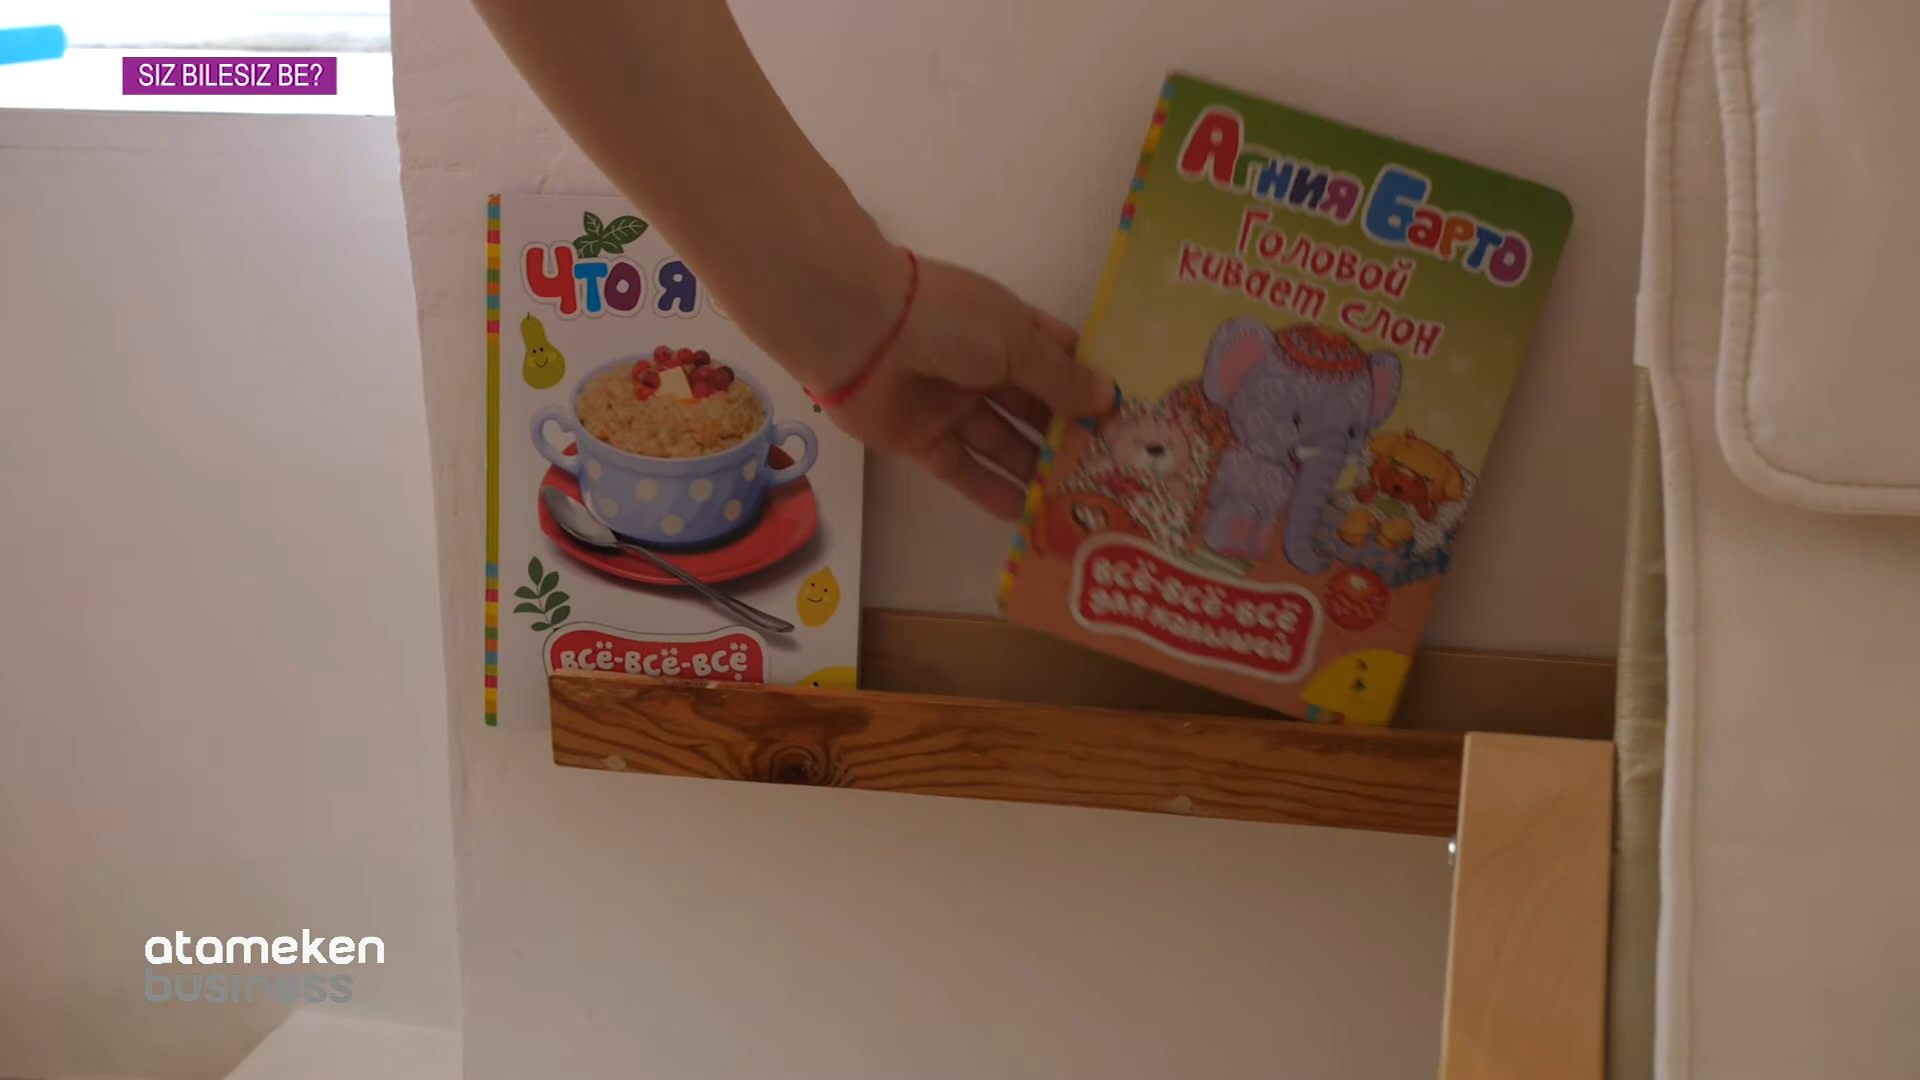 SIZ BILESIZ BE?
Что я
всё-всё-всё
Агния Барто
Головой
кивает слон
всё-всё-всё
для малышей
atameken
business